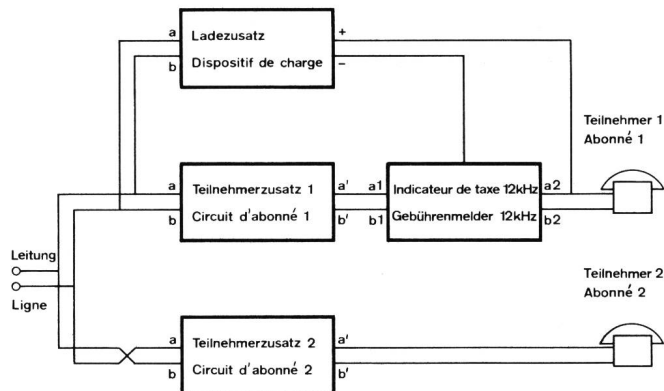 a
Ladezusatz
+
b
Dispositif de charge
–
Teilnehmer 1
Abonné 1
a
Teilnehmerzusatz 1
a'
a1
Indicateur de taxe 12kHz
a2
b
Circuit d'abonné 1
b'
b1
Gebührenmelder 12kHz
b2
Leitung
Ligne
Teilnehmer 2
Abonné 2
a
Teilnehmerzusatz 2
a'
b
Circuit d'abonné 2
b'